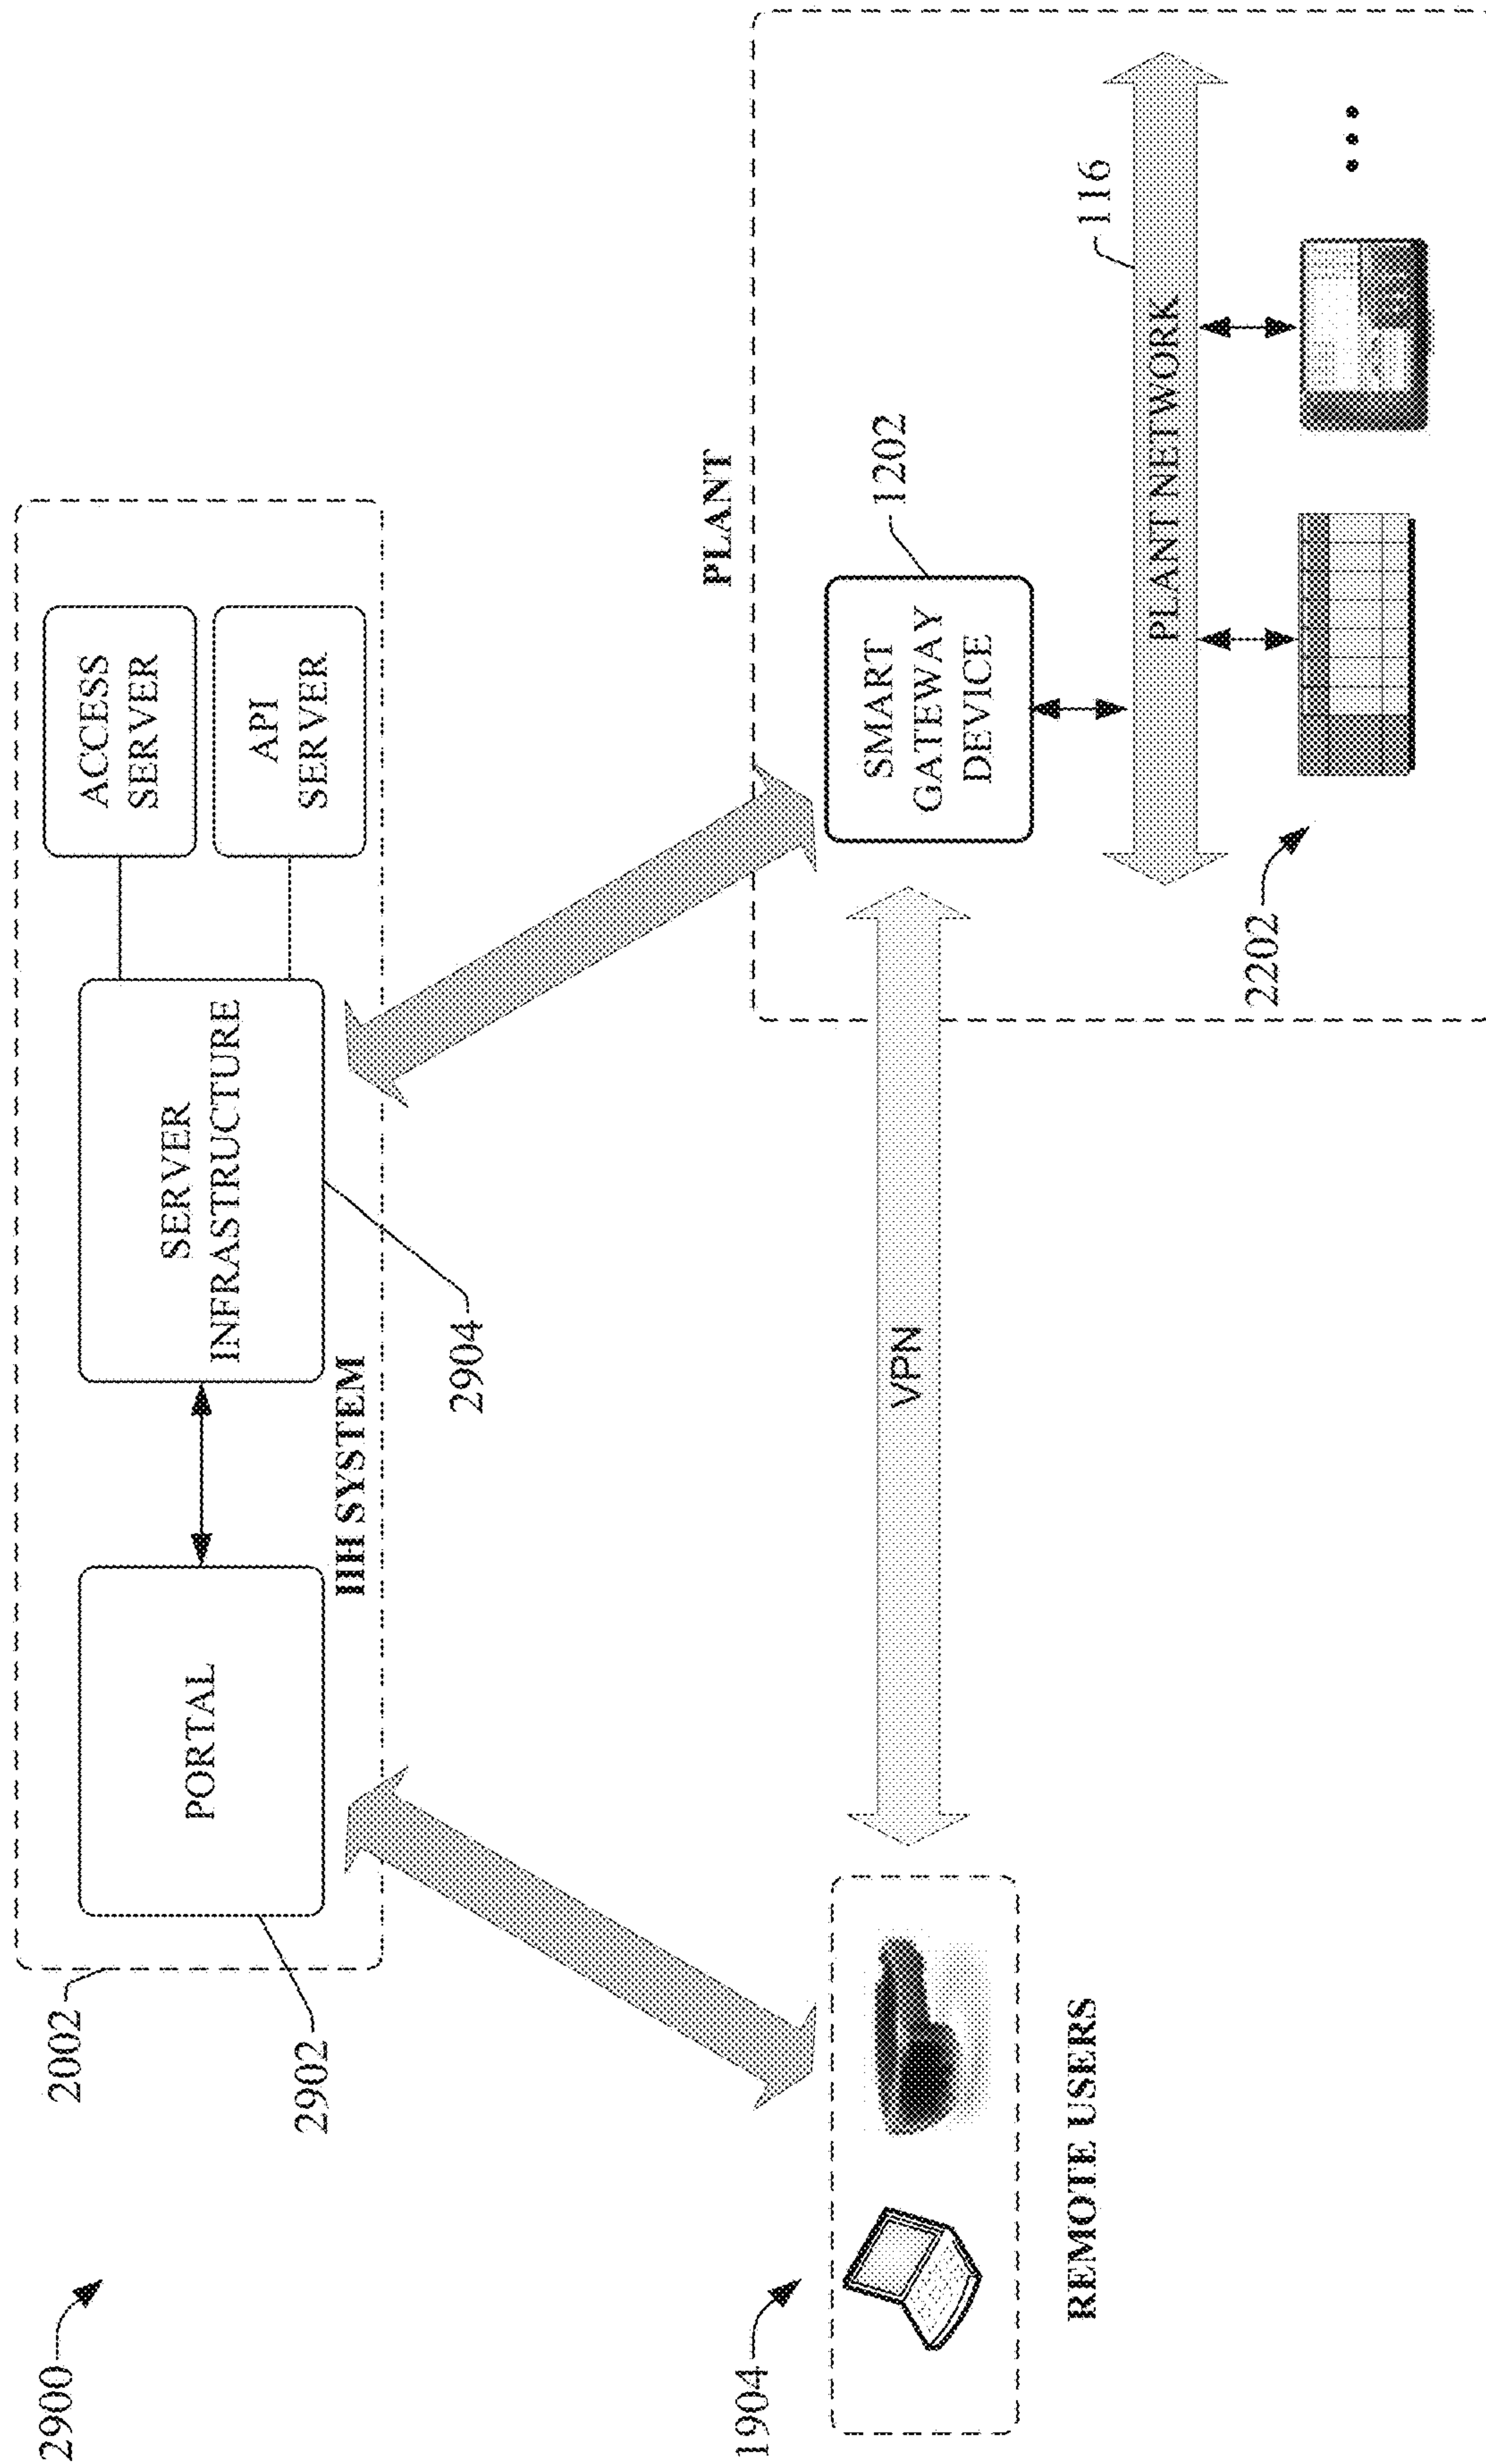 2900
2002
2902
PORTAL
SERVER
INFRASTRUCTURE
ACCESS
SERVER
API
SERVER
IIH SYSTEM
2904
1904
REMOTE USERS
VPN
PLANT
SMART
GATEWAY
DEVICE
1202
116
PLANT NETWORK
2202